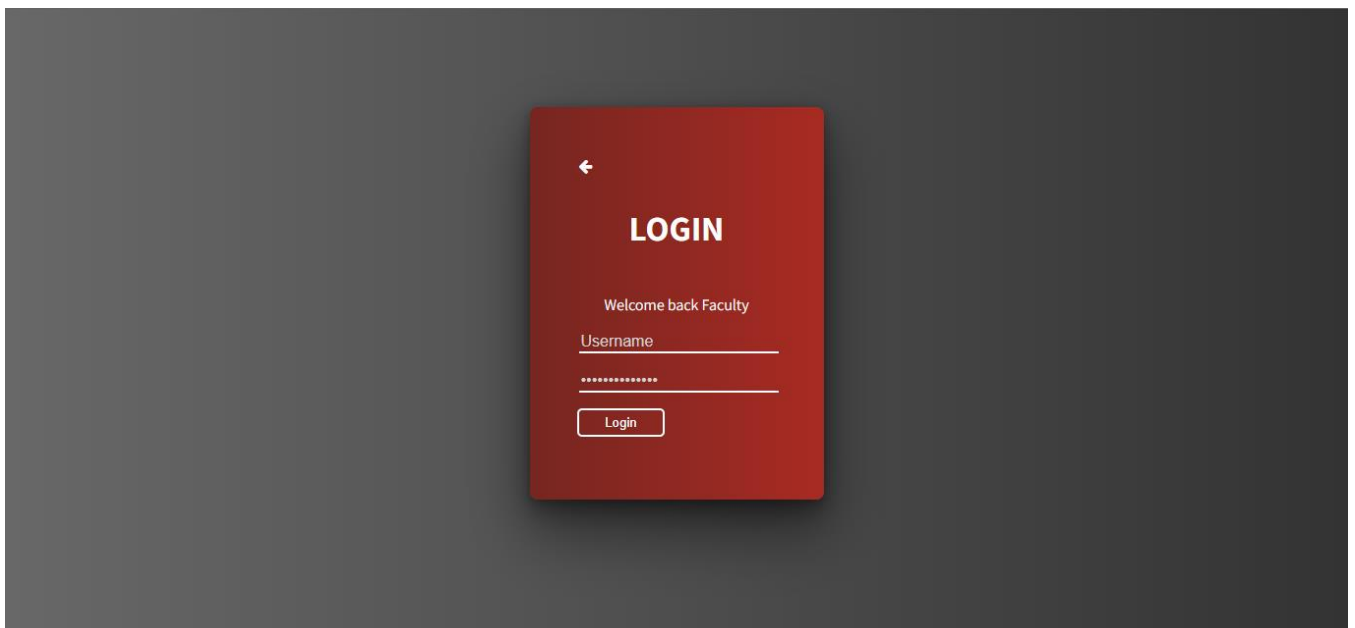 LOGIN
Welcome back Faculty
Username
••••••••••••••
Login